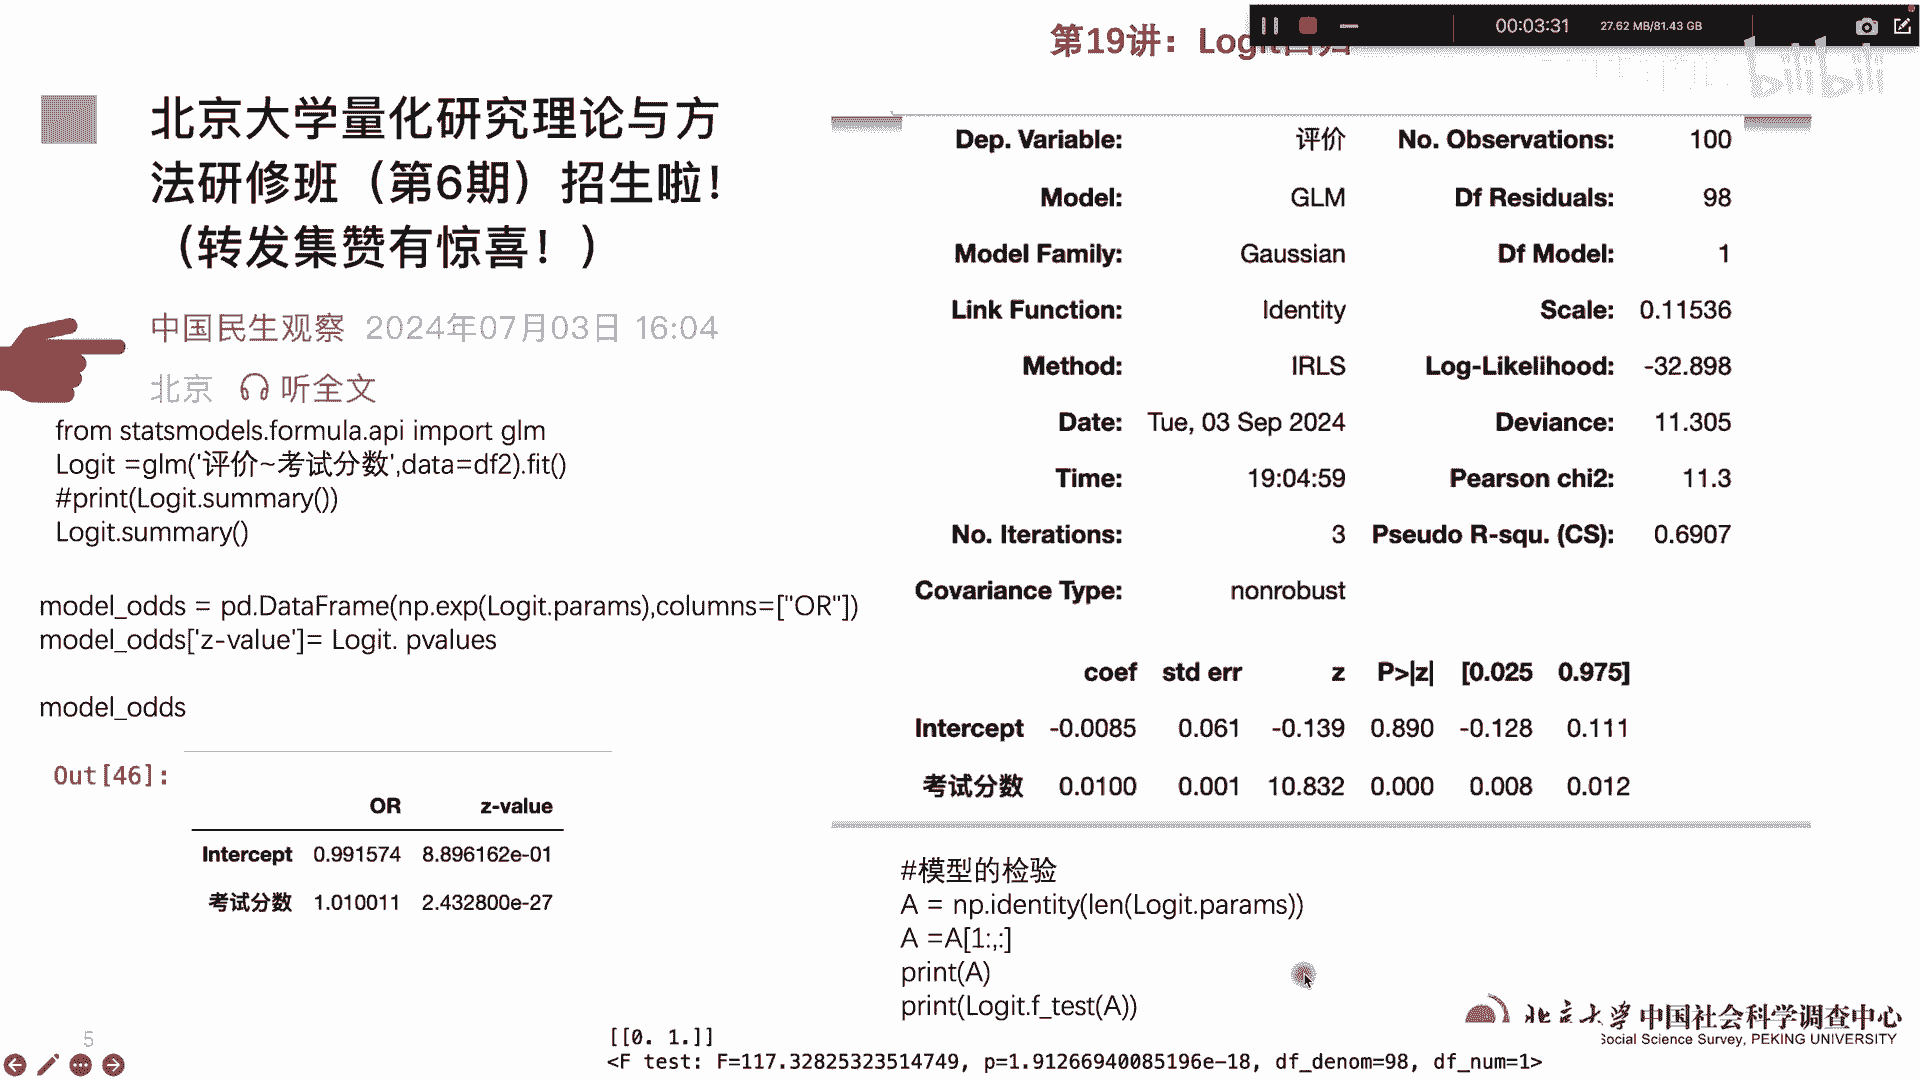 00:03:31
27.62 MB/81.43 GB
第19讲：Logit回归
bilibili
北京大学量化研究理论与方
法研修班（第6期）招生啦！
（转发集赞有惊喜！）
中国民生观察 2024年07月03日 16:04
北京 听全文
from statsmodels.formula.api import glm
Logit =glm('评价~考试分数',data=df2).fit()
#print(Logit.summary())
Logit.summary()
model_odds = pd.DataFrame(np.exp(Logit.params),columns=["OR"])
model_odds['z-value']= Logit. pvalues
model_odds
Out[46]:
OR z-value
Intercept 0.991574 8.896162e-01
考试分数 1.010011 2.432800e-27
Dep. Variable: 评价 No. Observations: 100
Model: GLM Df Residuals: 98
Model Family: Gaussian Df Model: 1
Link Function: Identity Scale: 0.11536
Method: IRLS Log-Likelihood: -32.898
Date: Tue, 03 Sep 2024 Deviance: 11.305
Time: 19:04:59 Pearson chi2: 11.3
No. Iterations: 3 Pseudo R-squ. (CS): 0.6907
Covariance Type: nonrobust
coef std err z P>|z| [0.025 0.975]
Intercept -0.0085 0.061 -0.139 0.890 -0.128 0.111
考试分数 0.0100 0.001 10.832 0.000 0.008 0.012
#模型的检验
A = np.identity(len(Logit.params))
A =A[1:,:]
print(A)
print(Logit.f_test(A))
[[0. 1.]]
<F test: F=117.32825323514749, p=1.91266940085196e-18, df_denom=98, df_num=1>
北京大学中国社会科学调查中心
Social Science Survey, PEKING UNIVERSITY
5